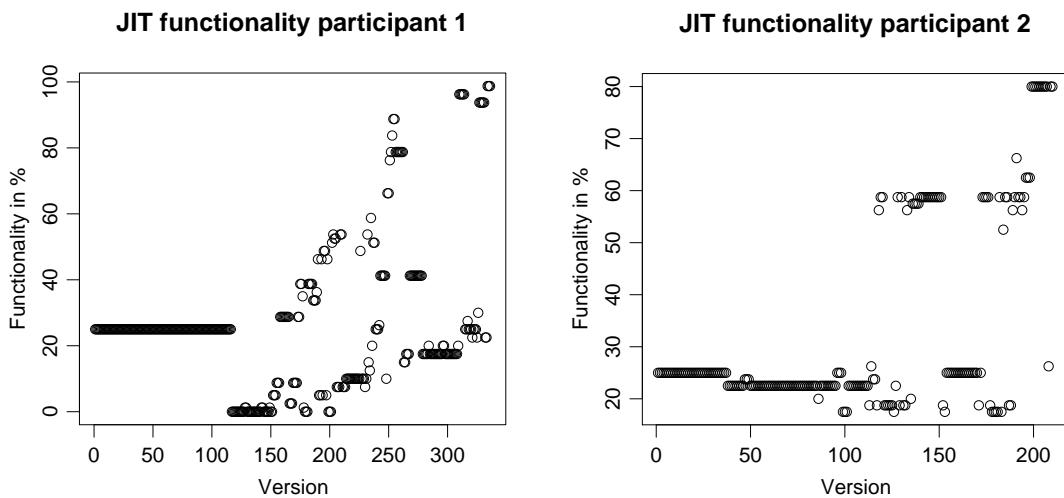 JIT functionality participant 1
Functionality in %
100
80
60
40
20
0
0 50 100 150 200 250 300
Version
JIT functionality participant 2
Functionality in %
80
70
60
50
40
30
20
0 50 100 150 200
Version